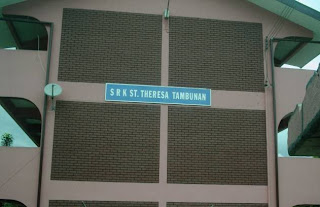 S R K ST. THERESA TAMBUNAN